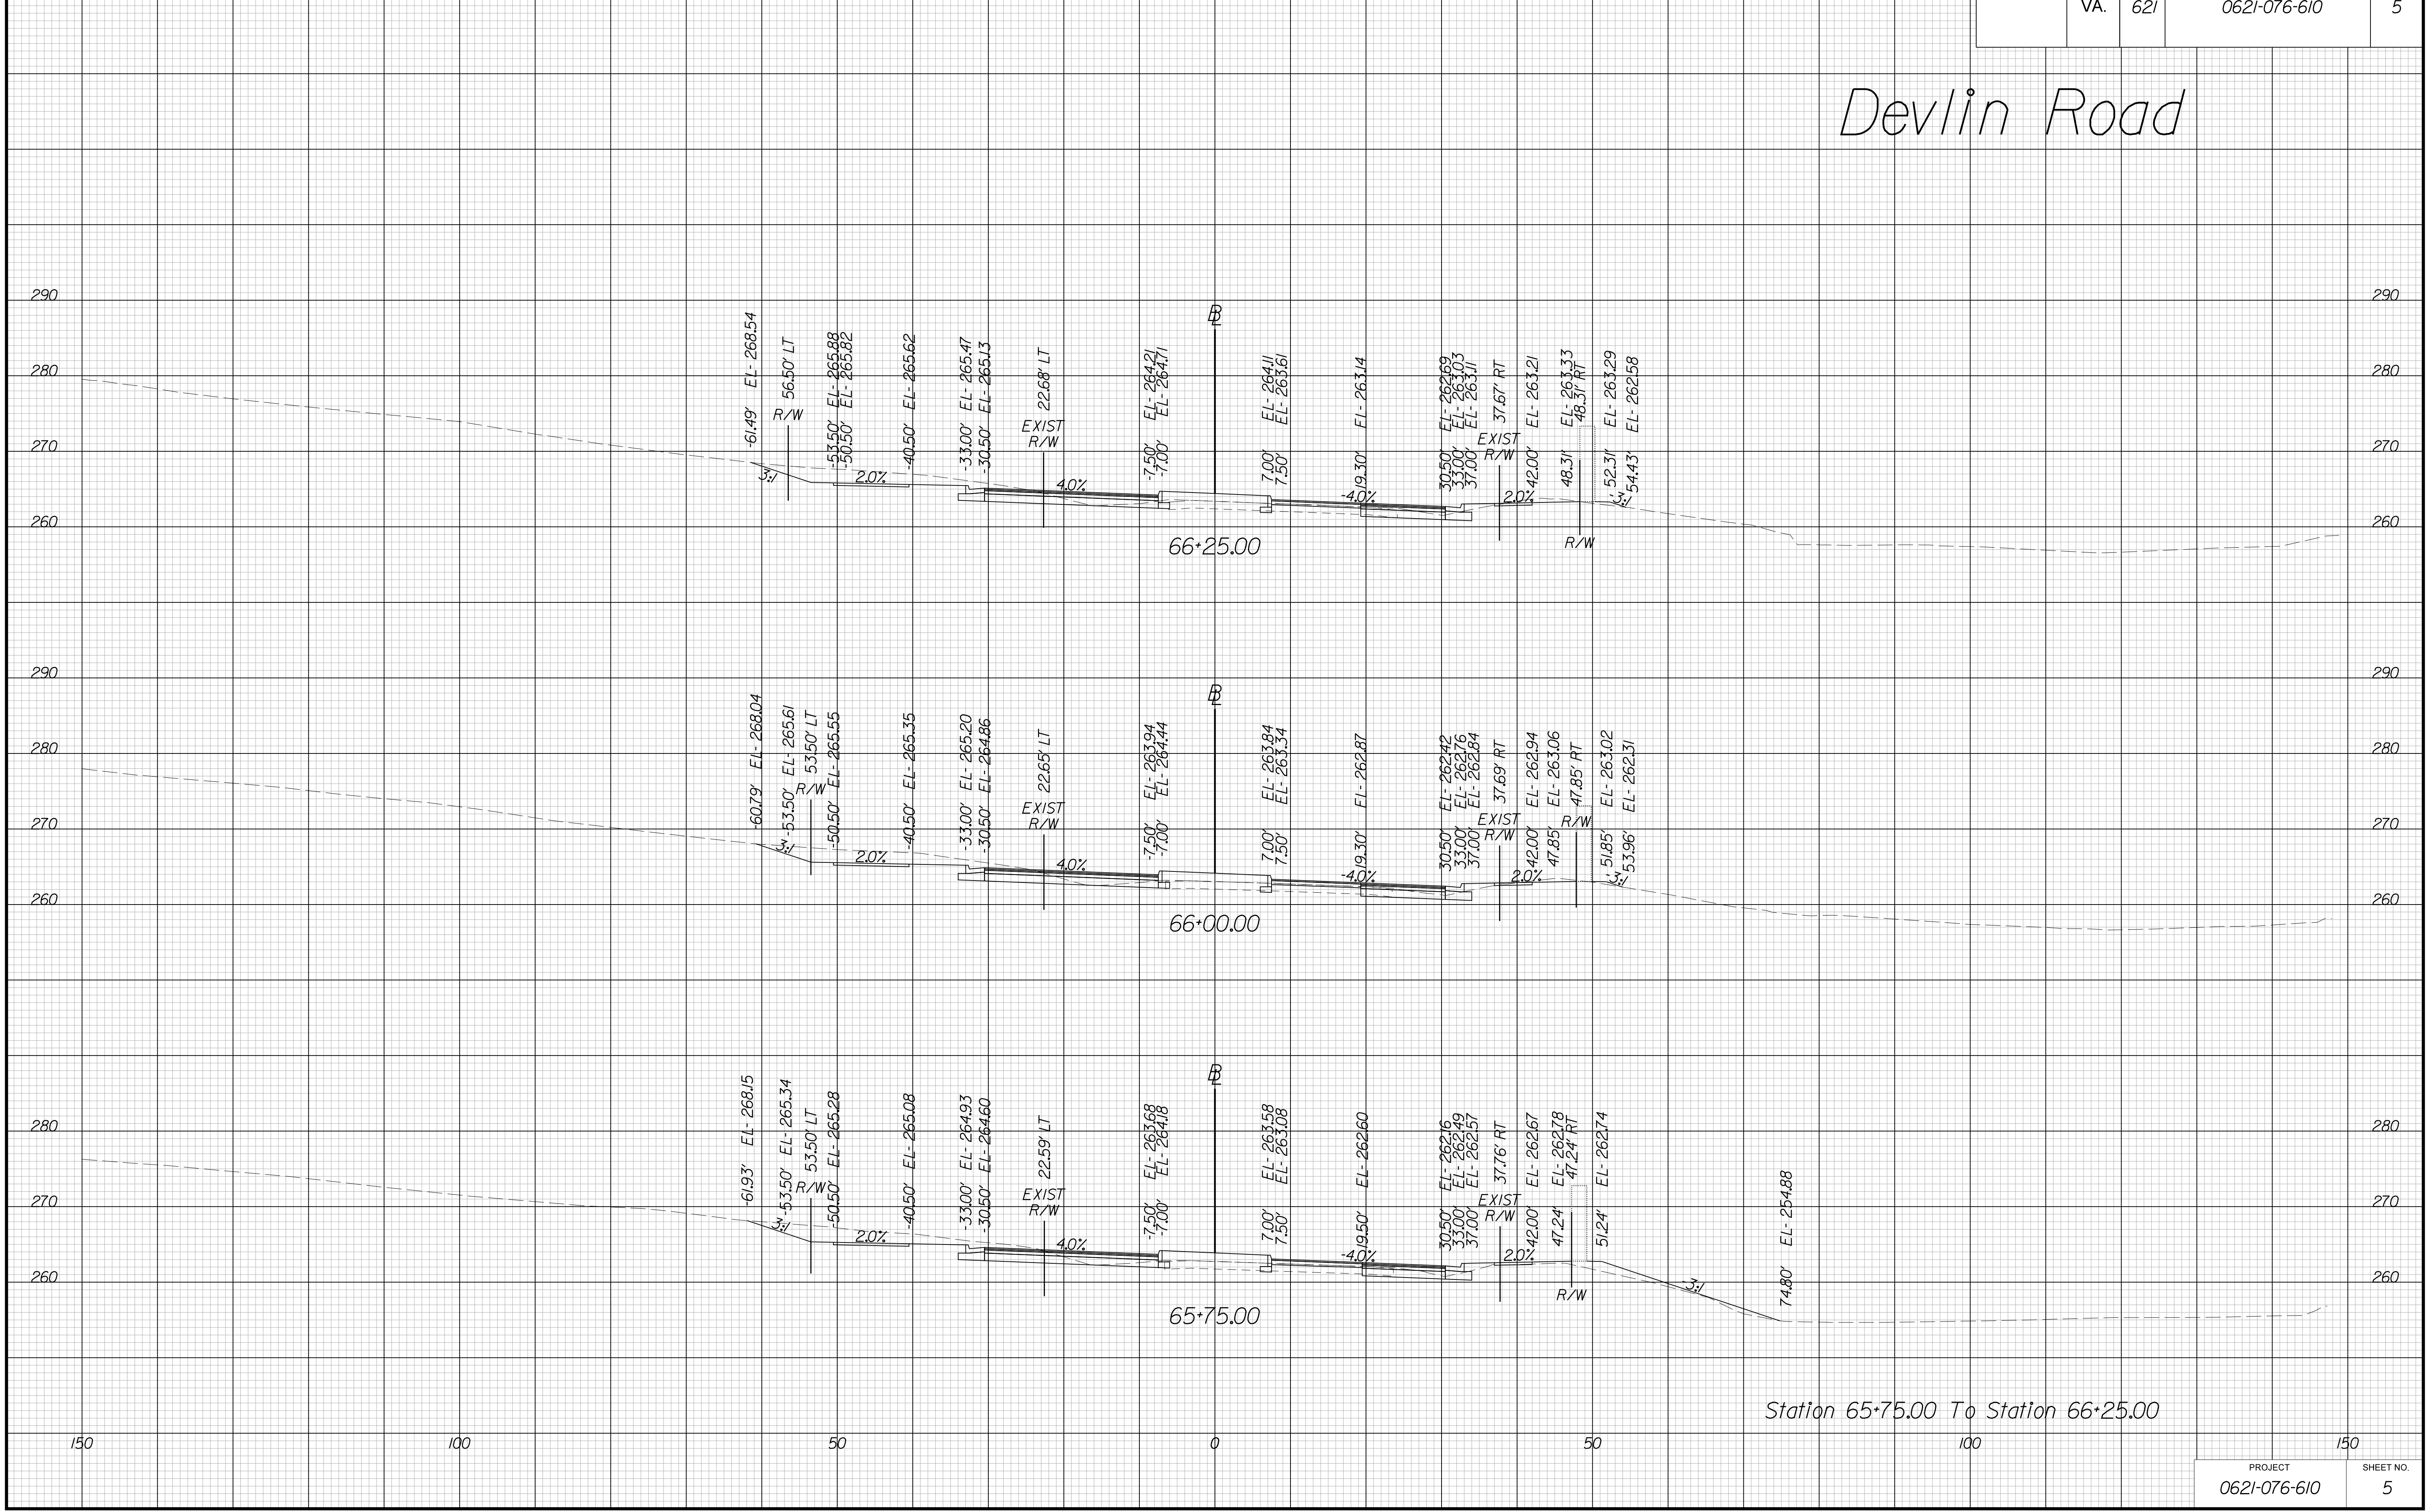 VA. 621 0621-076-610 5
Devlin Road
290 290
280 280
270 270
260 260
B
-61.49' EL- 268.54
56.50' LT
R/W
-53.50' EL- 265.88
-50.50' EL- 265.82
-40.50' EL- 265.62
-33.00' EL- 265.47
-30.50' EL- 265.13
22.68' LT
EXIST
R/W
-7.50' EL- 264.21
-7.00' EL- 264.71
7.00' EL- 264.11
7.50' EL- 263.61
19.30' EL- 263.14
30.50' EL- 262.69
33.00' EL- 263.03
37.00' EL- 263.11
37.67' RT
EXIST
R/W
42.00' EL- 263.21
48.31' EL- 263.33
48.31' RT
R/W
52.31' EL- 263.29
54.43' EL- 262.58
3:1
2.0%
4.0%
-4.0%
2.0%
-3:1
66+25.00
290 290
280 280
270 270
260 260
B
-60.79' EL- 268.04
-53.50' EL- 265.61
53.50' LT
R/W
-50.50' EL- 265.55
-40.50' EL- 265.35
-33.00' EL- 265.20
-30.50' EL- 264.86
22.65' LT
EXIST
R/W
-7.50' EL- 263.94
-7.00' EL- 264.44
7.00' EL- 263.84
7.50' EL- 263.34
19.30' EL- 262.87
30.50' EL- 262.42
33.00' EL- 262.76
37.00' EL- 262.84
37.69' RT
EXIST
R/W
42.00' EL- 262.94
47.85' EL- 263.06
47.85' RT
R/W
51.85' EL- 263.02
53.96' EL- 262.31
3:1
2.0%
4.0%
-4.0%
2.0%
-3:1
66+00.00
280 280
270 270
260 260
B
-61.93' EL- 268.15
-53.50' EL- 265.34
53.50' LT
R/W
-50.50' EL- 265.28
-40.50' EL- 265.08
-33.00' EL- 264.93
-30.50' EL- 264.60
22.59' LT
EXIST
R/W
-7.50' EL- 263.68
-7.00' EL- 264.18
7.00' EL- 263.58
7.50' EL- 263.08
19.50' EL- 262.60
30.50' EL- 262.16
33.00' EL- 262.49
37.00' EL- 262.57
37.76' RT
EXIST
R/W
42.00' EL- 262.67
47.24' EL- 262.78
47.24' RT
R/W
51.24' EL- 262.74
74.80' EL- 254.88
3:1
2.0%
4.0%
-4.0%
2.0%
-3:1
65+75.00
Station 65+75.00 To Station 66+25.00
150 100 50 0 50 100 150
PROJECT SHEET NO.
0621-076-610 5